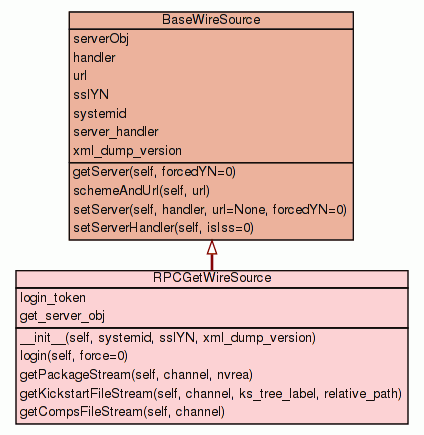 BaseWireSource
serverObj
handler
url
sslYN
systemid
server_handler
xml_dump_version
getServer(self, forcedYN=0)
schemeAndUrl(self, url)
setServer(self, handler, url=None, forcedYN=0)
setServerHandler(self, isIss=0)
RPCGetWireSource
login_token
get_server_obj
__init__(self, systemid, sslYN, xml_dump_version)
login(self, force=0)
getPackageStream(self, channel, nvrea)
getKickstartFileStream(self, channel, ks_tree_label, relative_path)
getCompsFileStream(self, channel)